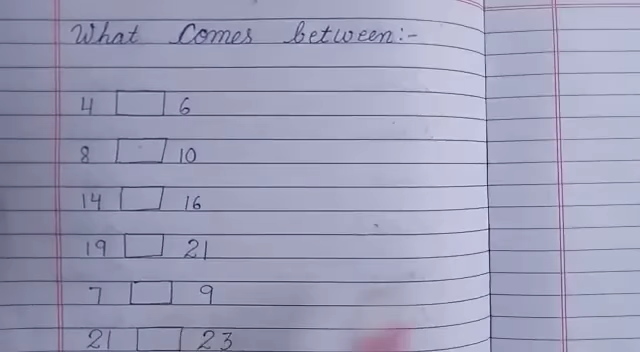 What Comes between:-
4 □ 6
8 □ 10
14 □ 16
19 □ 21
7 □ 9
21 □ 23